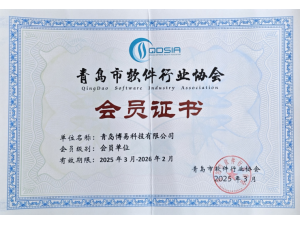 QDSIA
青岛市软件行业协会
QingDao Software Industry Association
会员证书
单位名称：青岛博易科技有限公司
会员级别：会员单位
有效期限：2025年3月-2026年2月
青岛市软件行业协会
2025年3月